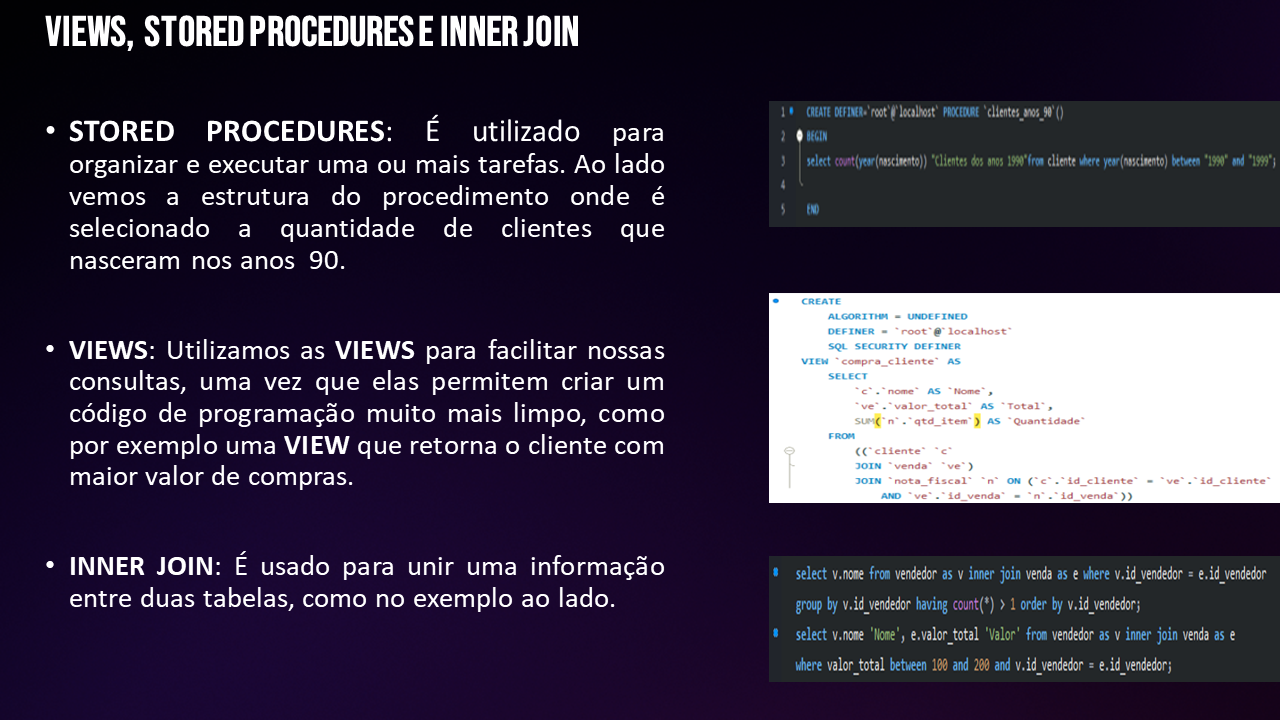 VIEWS, STORED PROCEDURES E INNER JOIN
• STORED PROCEDURES: É utilizado para
organizar e executar uma ou mais tarefas. Ao lado
vemos a estrutura do procedimento onde é
selecionado a quantidade de clientes que
nasceram nos anos 90.
• VIEWS: Utilizamos as VIEWS para facilitar nossas
consultas, uma vez que elas permitem criar um
código de programação muito mais limpo, como
por exemplo uma VIEW que retorna o cliente com
maior valor de compras.
• INNER JOIN: É usado para unir uma informação
entre duas tabelas, como no exemplo ao lado.
1 CREATE DEFINER=`root`@`localhost` PROCEDURE `clientes_anos_90`()
2 BEGIN
3 select count(year(nascimento)) "Clientes dos anos 1990"from cliente where year(nascimento) between "1990" and "1999";
4
5 END
CREATE
ALGORITHM = UNDEFINED
DEFINER = `root`@`localhost`
SQL SECURITY DEFINER
VIEW `compra_cliente` AS
SELECT
`c`.`nome` AS `Nome`,
`ve`.`valor_total` AS `Total`,
SUM(`n`.`qtd_item`) AS `Quantidade`
FROM
((`cliente` `c`
JOIN `venda` `ve`)
JOIN `nota_fiscal` `n` ON (`c`.`id_cliente` = `ve`.`id_cliente`
AND `ve`.`id_venda` = `n`.`id_venda`))
select v.nome from vendedor as v inner join venda as e where v.id_vendedor = e.id_vendedor
group by v.id_vendedor having count(*) > 1 order by v.id_vendedor;
select v.nome 'Nome', e.valor_total 'Valor' from vendedor as v inner join venda as e
where valor_total between 100 and 200 and v.id_vendedor = e.id_vendedor;